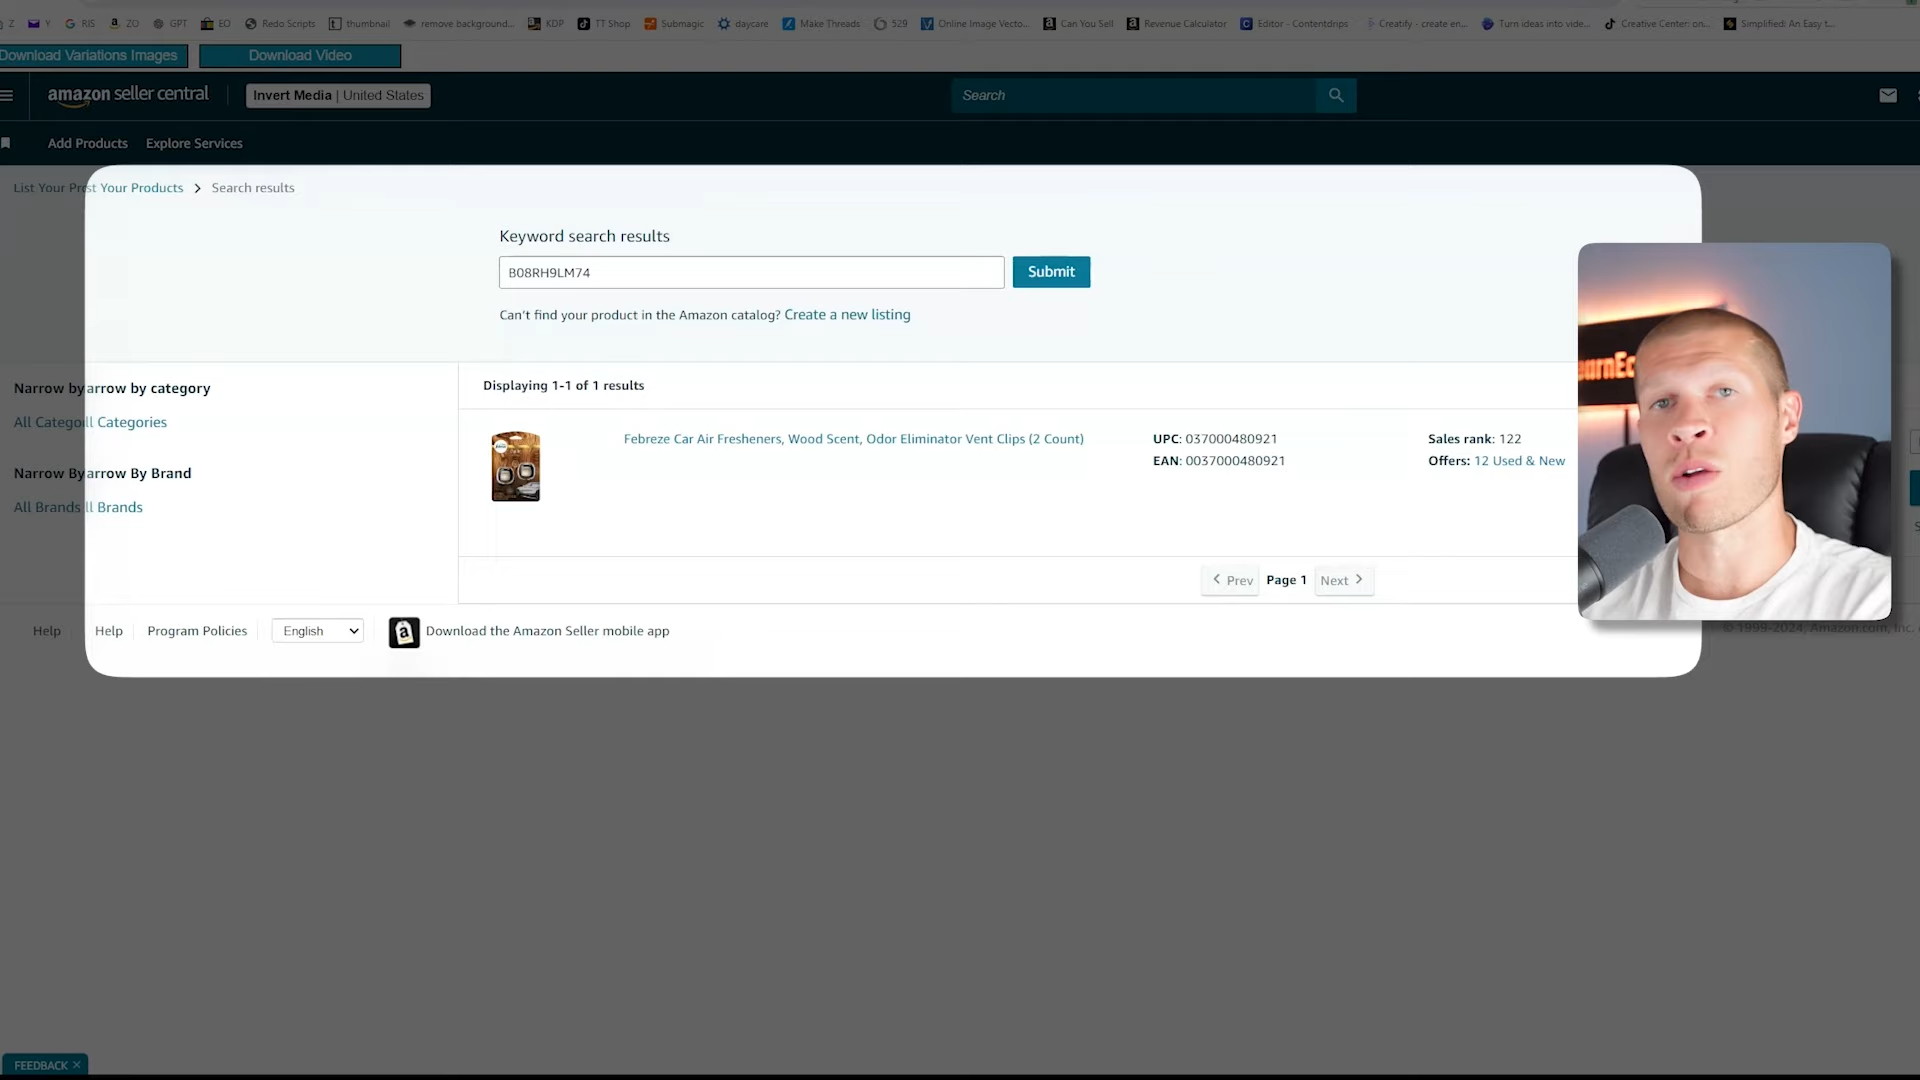 Z Y RIS ZO GPT EO Redo Scripts thumbnail remove background... KDP TT Shop Submagic daycare Make Threads 529 Online Image Vecto... Can You Sell Revenue Calculator Editor - Contentdrips Creatify - create en... Turn ideas into vide... Creative Center: on... Simplified: An Easy t...
Download Variations Images Download Video
amazon seller central Invert Media | United States Search
Add Products Explore Services
List Your Pr st Your Products > Search results
Keyword search results
B08RH9LM74 Submit
Can't find your product in the Amazon catalog? Create a new listing
Narrow by arrow by category
Displaying 1-1 of 1 results
All Catego ll Categories
Febreze Car Air Fresheners, Wood Scent, Odor Eliminator Vent Clips (2 Count)
UPC: 037000480921
EAN: 0037000480921
Sales rank: 122
Offers: 12 Used & New
Narrow By arrow By Brand
All Brands ll Brands
Prev Page 1 Next
Help Help Program Policies English Download the Amazon Seller mobile app
© 1999-2024, Amazon.com, Inc.
FEEDBACK ×